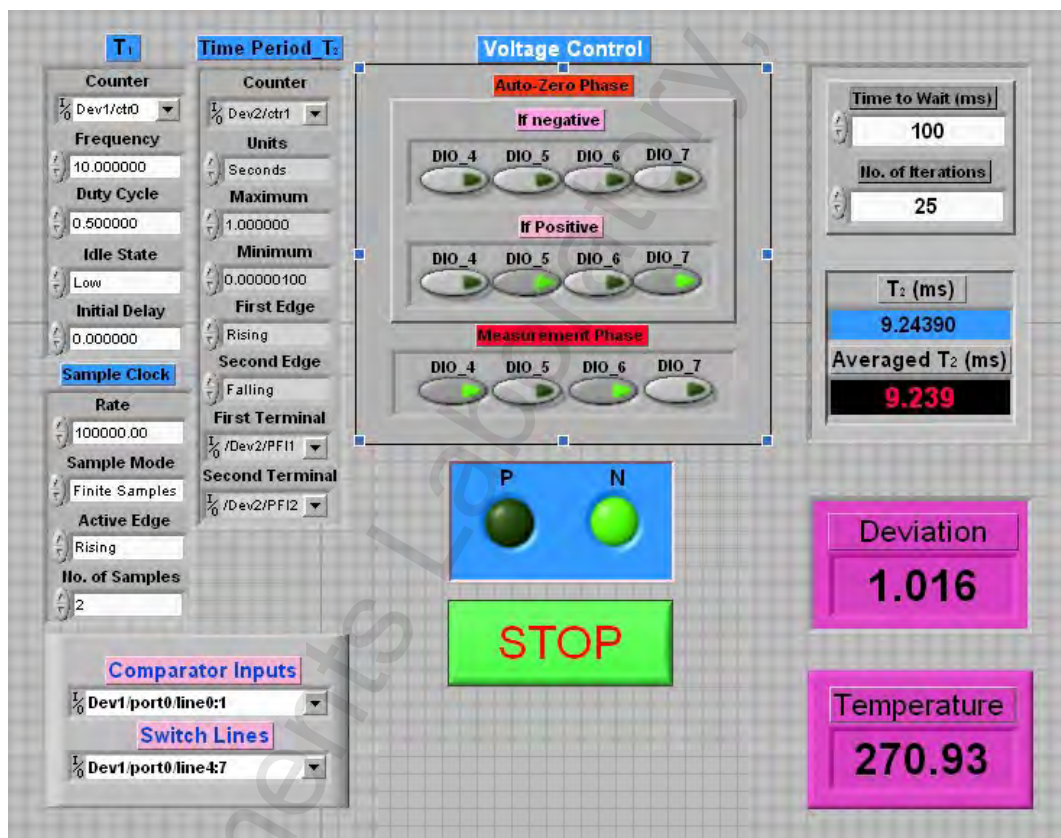 T₁
Counter
I/O Dev1/ctr0
Frequency
10.000000
Duty Cycle
0.500000
Idle State
Low
Initial Delay
0.000000
Sample Clock
Rate
100000.00
Sample Mode
Finite Samples
Active Edge
Rising
No. of Samples
2
Time Period_T₂
Counter
I/O Dev2/ctr1
Units
Seconds
Maximum
1.000000
Minimum
0.00000100
First Edge
Rising
Second Edge
Falling
First Terminal
I/O /Dev2/PFI1
Second Terminal
I/O /Dev2/PFI2
Comparator Inputs
I/O Dev1/port0/line0:1
Switch Lines
I/O Dev1/port0/line4:7
Voltage Control
Auto-Zero Phase
If negative
DIO_4 DIO_5 DIO_6 DIO_7
If Positive
DIO_4 DIO_5 DIO_6 DIO_7
Measurement Phase
DIO_4 DIO_5 DIO_6 DIO_7
P N
STOP
Time to Wait (ms)
100
No. of Iterations
25
T₂ (ms)
9.24390
Averaged T₂ (ms)
9.239
Deviation
1.016
Temperature
270.93